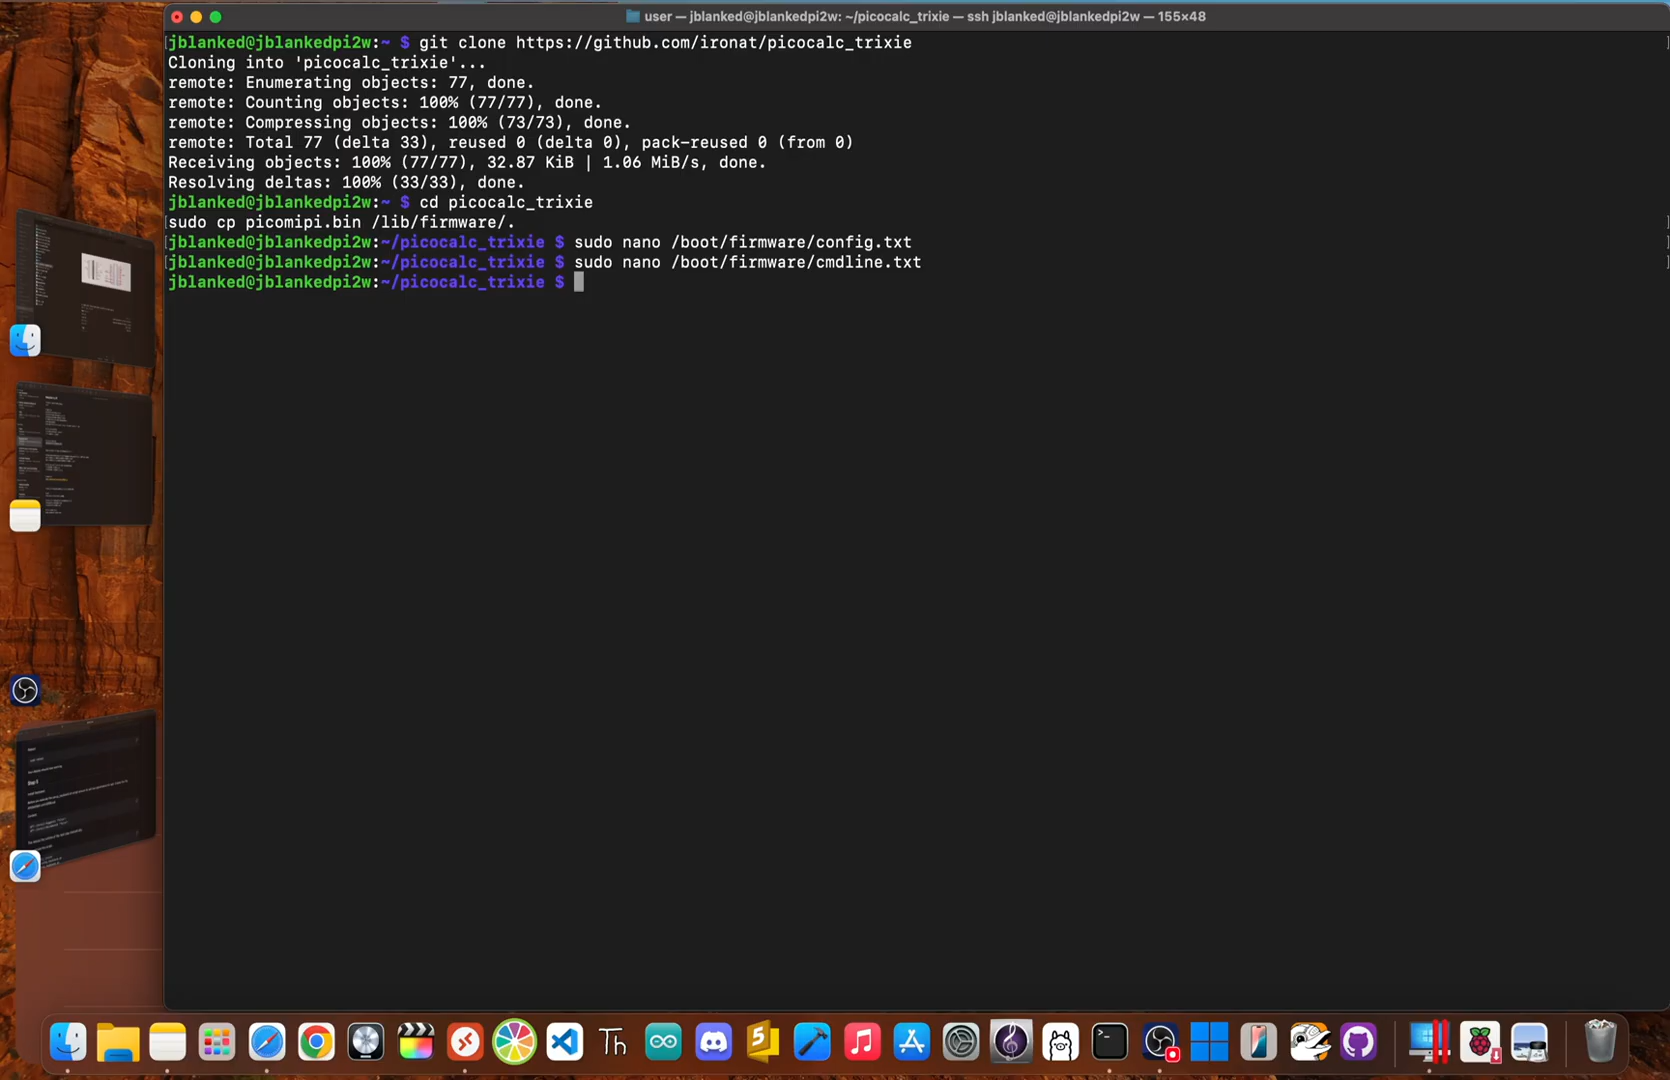 user — jblanked@jblankedpi2w: ~/picocalc_trixie — ssh jblanked@jblankedpi2w — 155×48
[jblanked@jblankedpi2w:~ $ git clone https://github.com/ironat/picocalc_trixie ]
Cloning into 'picocalc_trixie'...
remote: Enumerating objects: 77, done.
remote: Counting objects: 100% (77/77), done.
remote: Compressing objects: 100% (73/73), done.
remote: Total 77 (delta 33), reused 0 (delta 0), pack-reused 0 (from 0)
Receiving objects: 100% (77/77), 32.87 KiB | 1.06 MiB/s, done.
Resolving deltas: 100% (33/33), done.
jblanked@jblankedpi2w:~ $ cd picocalc_trixie
[sudo cp picomipi.bin /lib/firmware/. ]
[jblanked@jblankedpi2w:~/picocalc_trixie $ sudo nano /boot/firmware/config.txt ]
[jblanked@jblankedpi2w:~/picocalc_trixie $ sudo nano /boot/firmware/cmdline.txt ]
jblanked@jblankedpi2w:~/picocalc_trixie $
Th
5